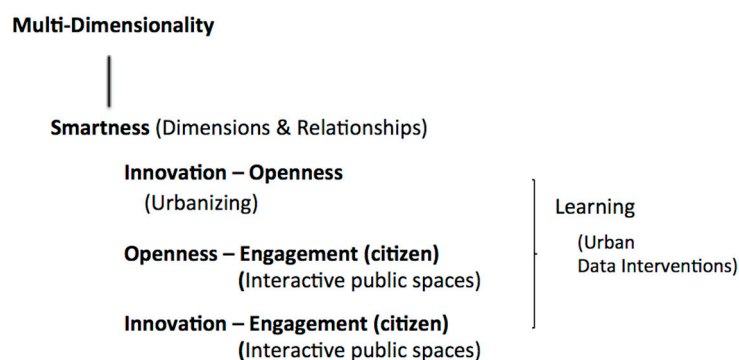 Multi-Dimensionality
Smartness (Dimensions & Relationships)
Innovation – Openness
(Urbanizing)
Openness – Engagement (citizen)
(Interactive public spaces)
Innovation – Engagement (citizen)
(Interactive public spaces)
Learning
(Urban
Data Interventions)